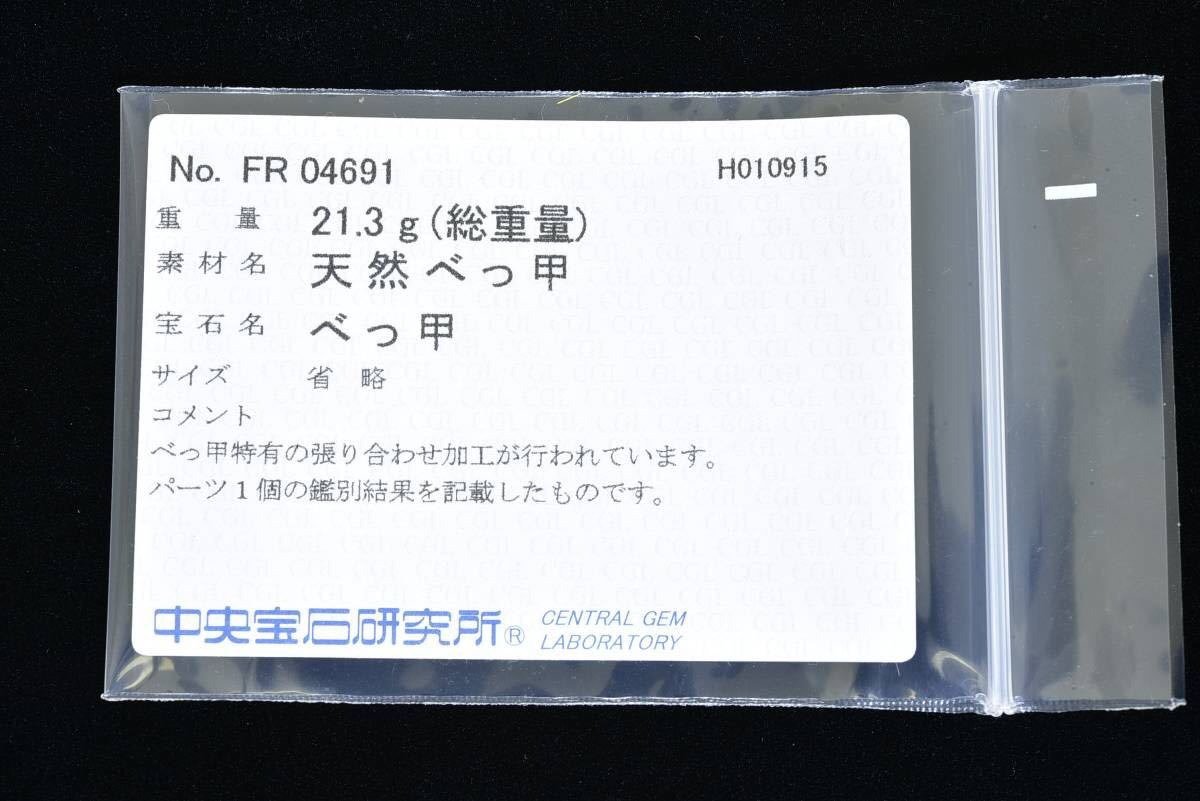 No. FR 04691 H010915
重 量 21.3 g (総重量)
素材名 天然べっ甲
宝石名 べっ甲
サイズ 省 略
コメント
べっ甲特有の張り合わせ加工が行われています。
パーツ1個の鑑別結果を記載したものです。
中央宝石研究所® CENTRAL GEM
LABORATORY